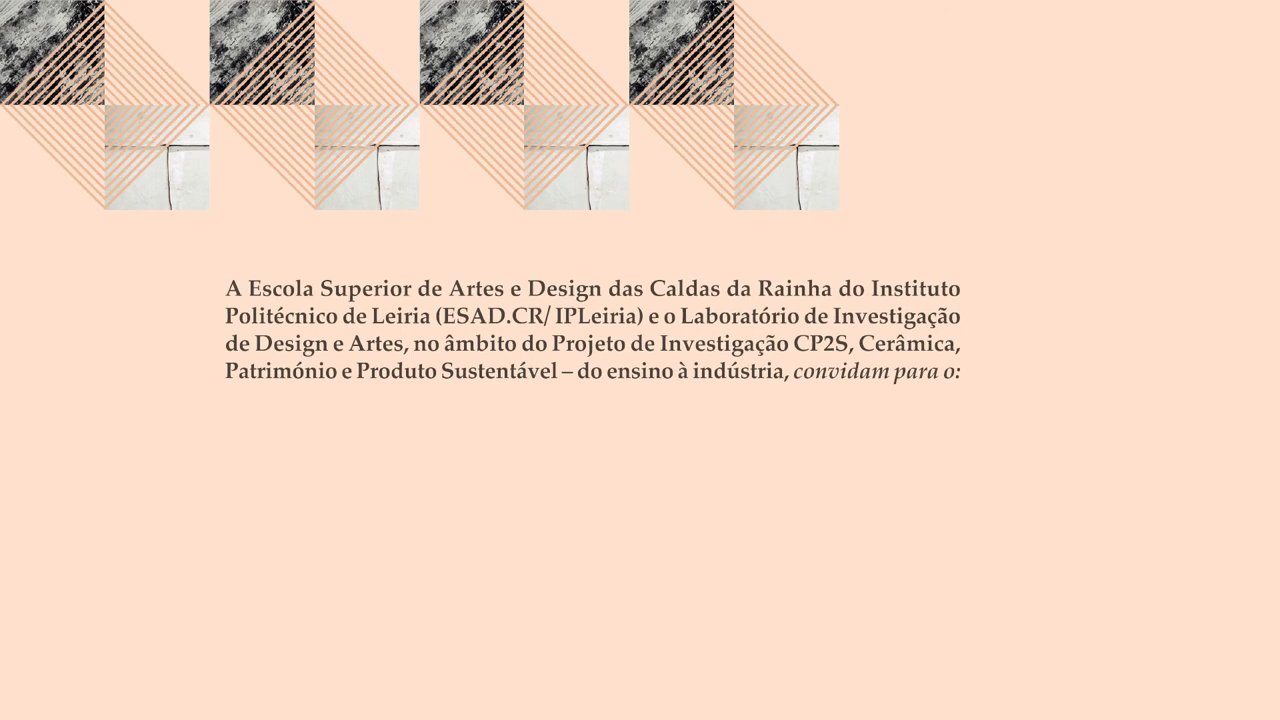 A Escola Superior de Artes e Design das Caldas da Rainha do Instituto
Politécnico de Leiria (ESAD.CR/ IPLeiria) e o Laboratório de Investigação
de Design e Artes, no âmbito do Projeto de Investigação CP2S, Cerâmica,
Património e Produto Sustentável – do ensino à indústria, convidam para o: